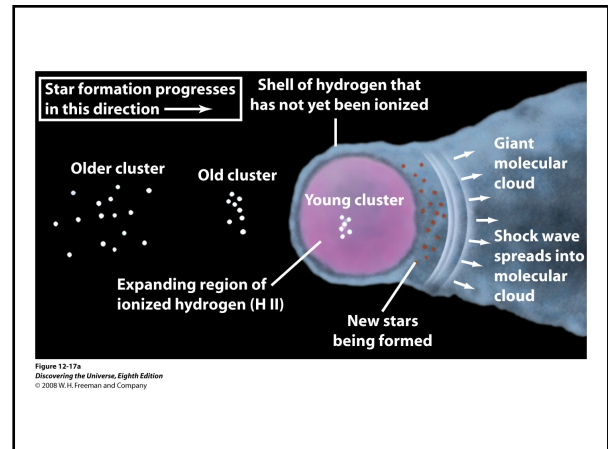 Star formation progresses
in this direction
Shell of hydrogen that
has not yet been ionized
Older cluster
Old cluster
Young cluster
Giant
molecular
cloud
Shock wave
spreads into
molecular
cloud
Expanding region of
ionized hydrogen (H II)
New stars
being formed
Figure 12-17a
Discovering the Universe, Eighth Edition
© 2008 W. H. Freeman and Company